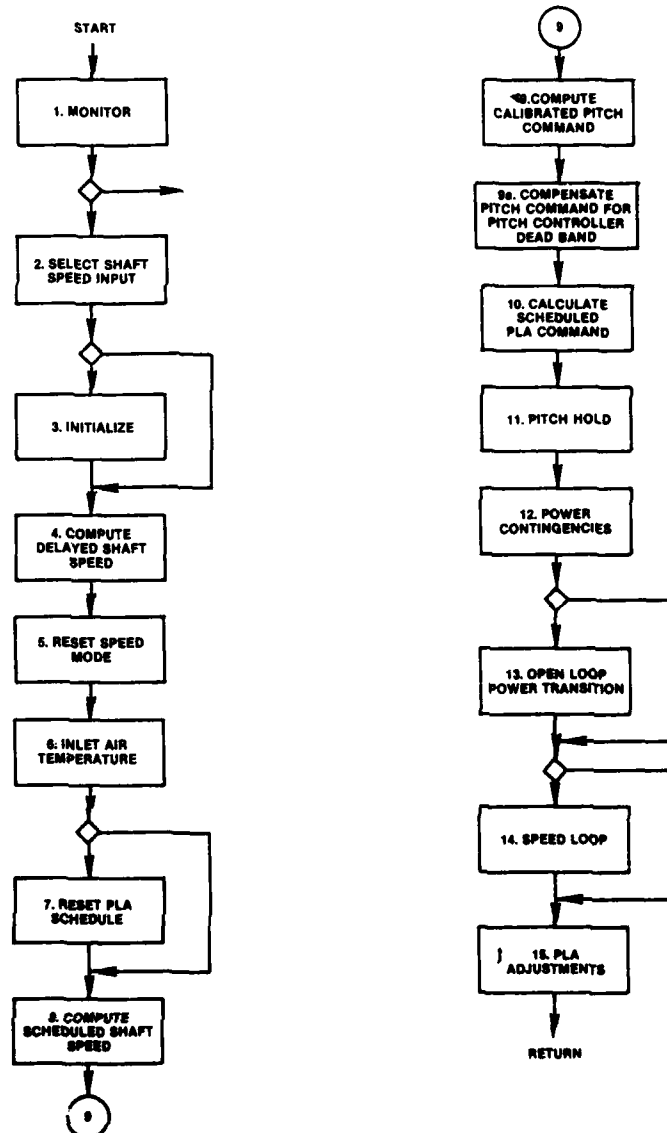 START
1. MONITOR
2. SELECT SHAFT
SPEED INPUT
3. INITIALIZE
4. COMPUTE
DELAYED SHAFT
SPEED
5. RESET SPEED
MODE
6. INLET AIR
TEMPERATURE
7. RESET PLA
SCHEDULE
8. COMPUTE
SCHEDULED SHAFT
SPEED
9
9
9. COMPUTE
CALIBRATED PITCH
COMMAND
9a. COMPENSATE
PITCH COMMAND FOR
PITCH CONTROLLER
DEAD BAND
10. CALCULATE
SCHEDULED
PLA COMMAND
11. PITCH HOLD
12. POWER
CONTINGENCIES
13. OPEN LOOP
POWER TRANSITION
14. SPEED LOOP
15. PLA
ADJUSTMENTS
RETURN